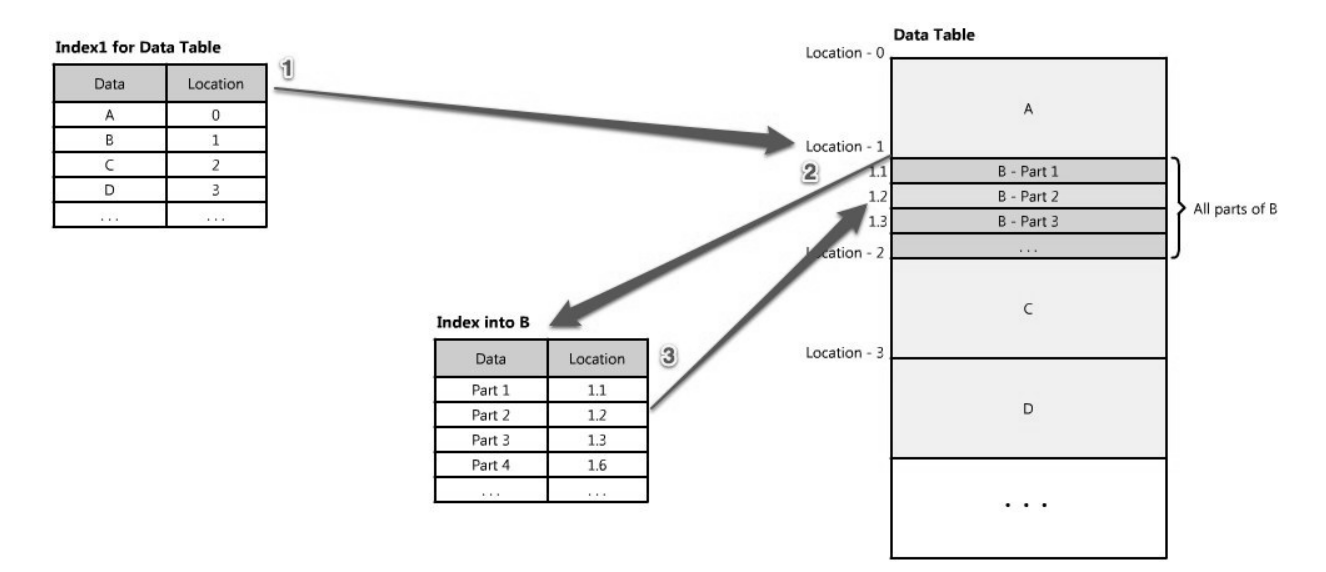 Index1 for Data Table
Data Location
A 0
B 1
C 2
D 3
. . . . . .
1
Data Table
Location - 0
A
Location - 1
2
1.1 B - Part 1
1.2 B - Part 2
1.3 B - Part 3
. . .
All parts of B
Location - 2
C
Location - 3
D
. . .
Index into B
Data Location
Part 1 1.1
Part 2 1.2
Part 3 1.3
Part 4 1.6
. . . . . .
3